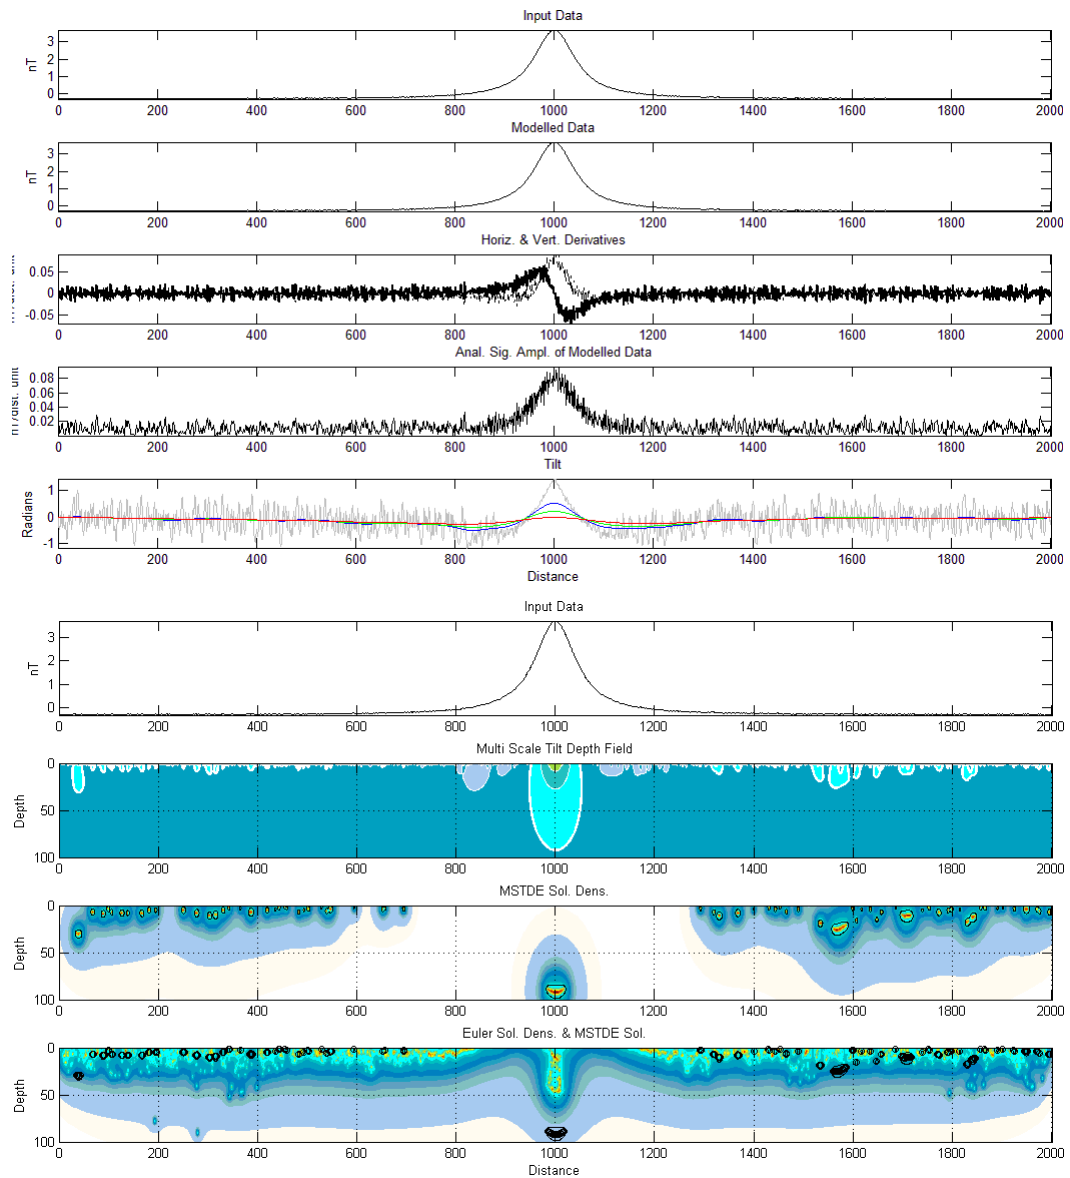 Input Data
nT
3
2
1
0
0 200 400 600 800 1000 1200 1400 1600 1800 2000
Modelled Data
nT
3
2
1
0
0 200 400 600 800 1000 1200 1400 1600 1800 2000
Horiz. & Vert. Derivatives
0.05
0
-0.05
0 200 400 600 800 1000 1200 1400 1600 1800 2000
Anal. Sig. Ampl. of Modelled Data
nT/dist. unit
0.08
0.06
0.04
0.02
0 200 400 600 800 1000 1200 1400 1600 1800 2000
Tilt
Radians
1
0
-1
0 200 400 600 800 1000 1200 1400 1600 1800 2000
Distance
Input Data
nT
3
2
1
0
0 200 400 600 800 1000 1200 1400 1600 1800 2000
Multi Scale Tilt Depth Field
Depth
0
50
100
0 200 400 600 800 1000 1200 1400 1600 1800 2000
MSTDE Sol. Dens.
Depth
0
50
100
0 200 400 600 800 1000 1200 1400 1600 1800 2000
Euler Sol. Dens. & MSTDE Sol.
Depth
0
50
100
0 200 400 600 800 1000 1200 1400 1600 1800 2000
Distance